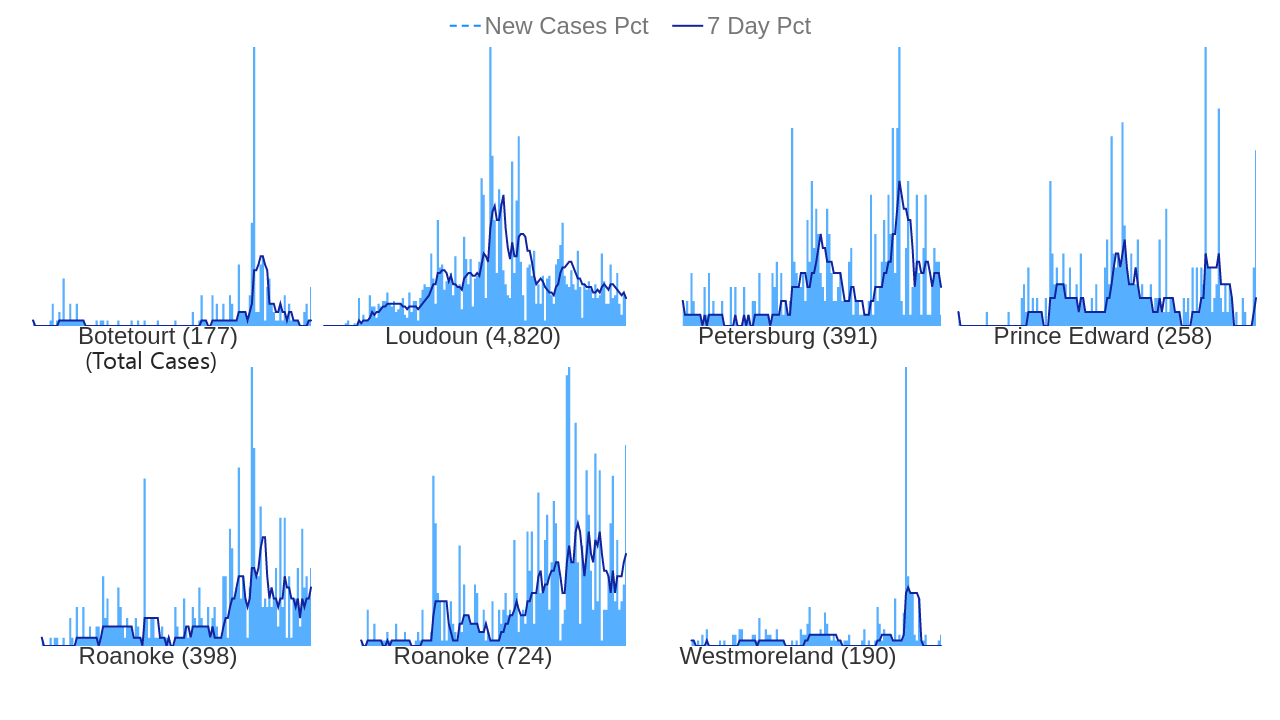 New Cases Pct 7 Day Pct
Botetourt (177) Loudoun (4,820) Petersburg (391) Prince Edward (258)
(Total Cases)
Roanoke (398) Roanoke (724) Westmoreland (190)